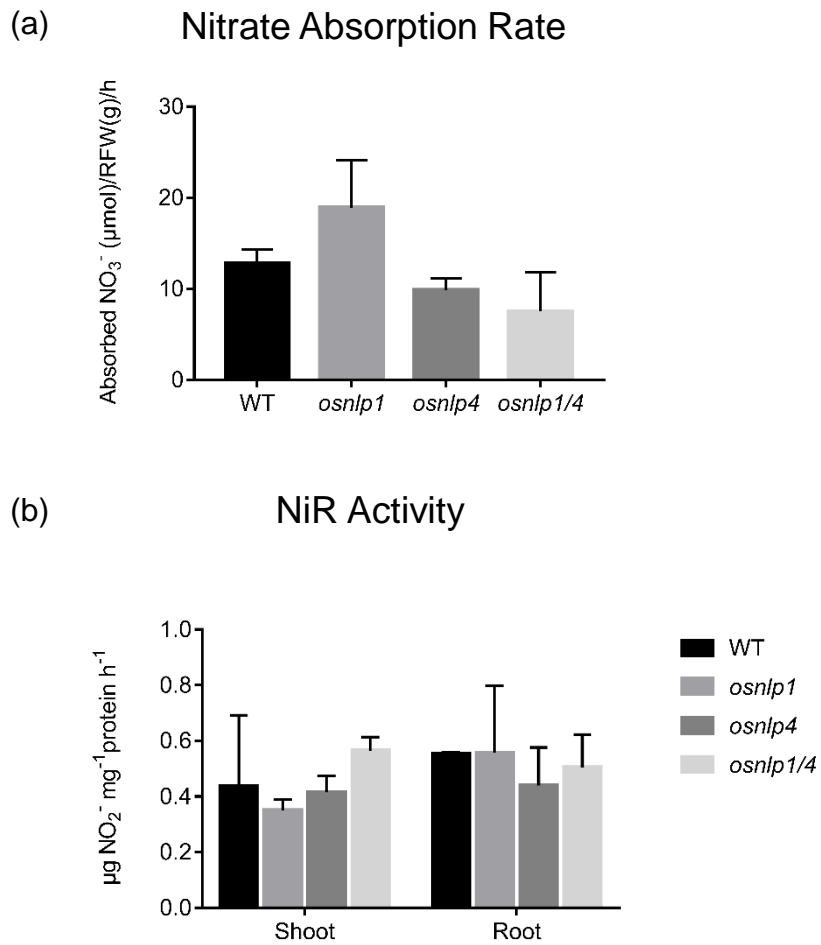 (a) Nitrate Absorption Rate
Absorbed NO₃⁻ (µmol)/RFW(g)/h
30
20
10
0
WT osnlp1 osnlp4 osnlp1/4
(b) NiR Activity
µg NO₂⁻ mg⁻¹protein h⁻¹
1.0
0.8
0.6
0.4
0.2
0.0
Shoot Root
WT
osnlp1
osnlp4
osnlp1/4